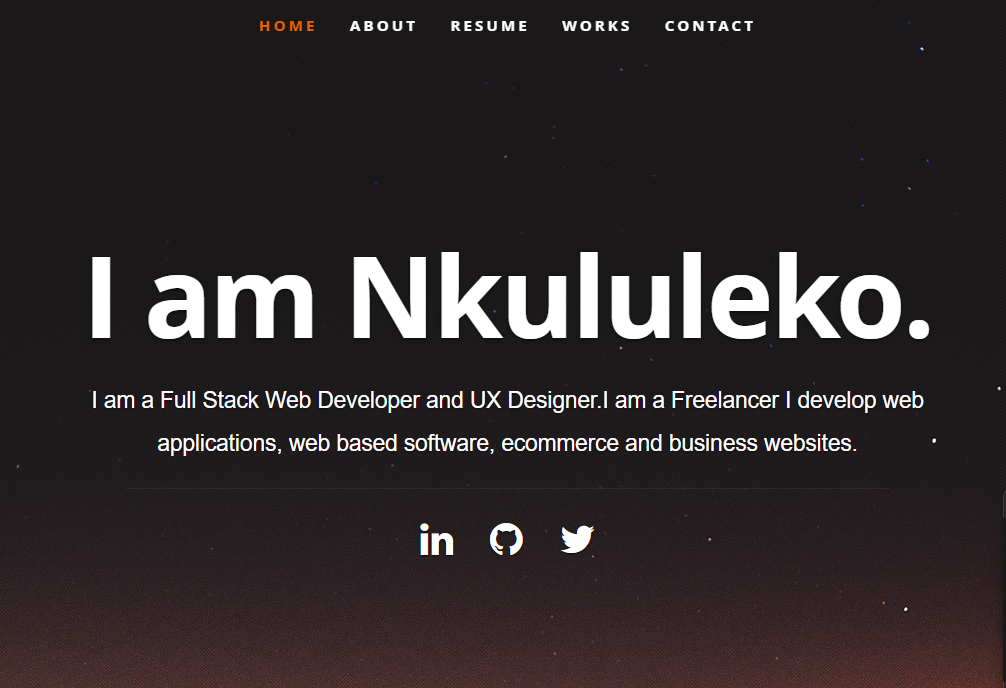 HOME ABOUT RESUME WORKS CONTACT
I am Nkululeko.
I am a Full Stack Web Developer and UX Designer.I am a Freelancer I develop web
applications, web based software, ecommerce and business websites.
in